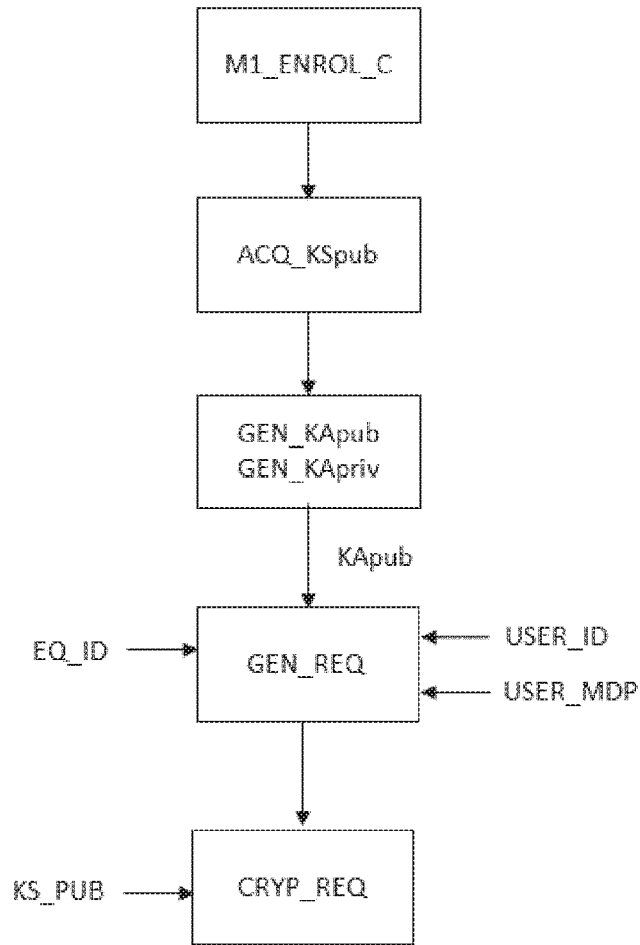 M1_ENROL_C
ACQ_KSpub
GEN_KApub
GEN_KApriv
KApub
EQ_ID
GEN_REQ
USER_ID
USER_MDP
KS_PUB
CRYP_REQ